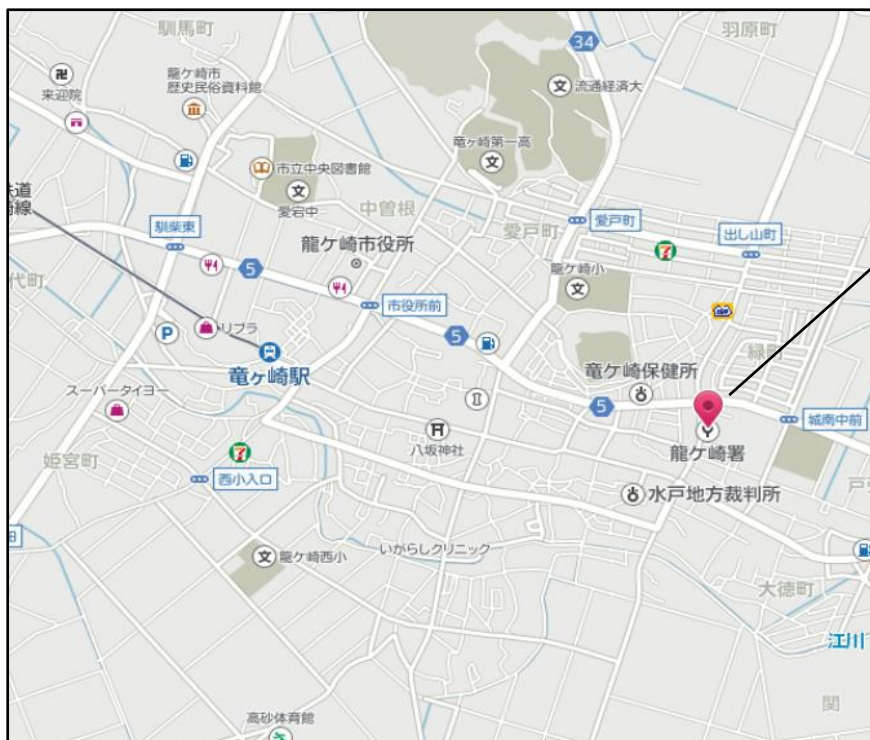 馴馬町
34
羽原町
来迎院
龍ケ崎市
歴史民俗資料館
流通経済大
竜ヶ崎第一高
市立中央図書館
愛宕中
中曽根
愛戸町
愛戸町
出し山町
馴柴東
龍ケ崎市役所
龍ケ崎小
5
代町
市役所前
P
リブラ
5
緑町
竜ヶ崎駅
竜ケ崎保健所
スーパータイヨー
5
城南中前
八坂神社
龍ケ崎署
姫宮町
西小入口
水戸地方裁判所
いがらしクリニック
龍ケ崎西小
大徳町
江川
関
高砂体育館